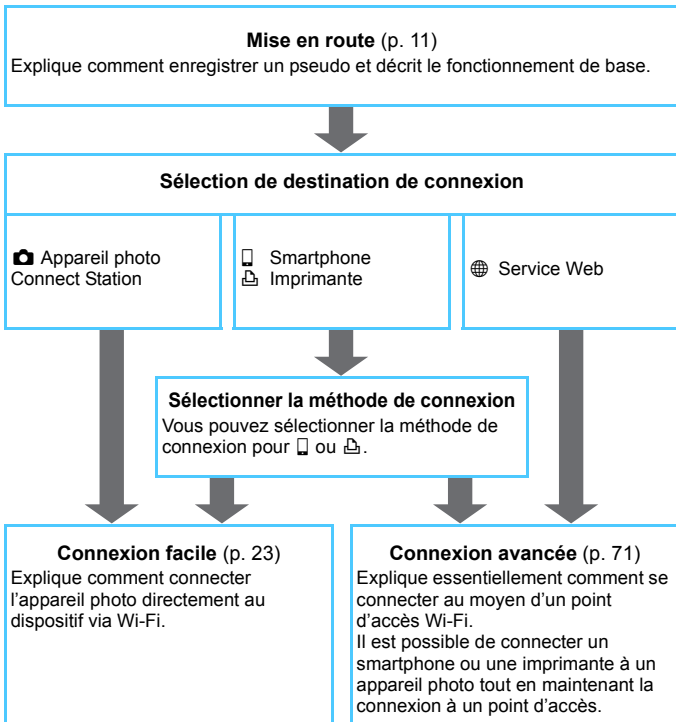 Mise en route (p. 11)
Explique comment enregistrer un pseudo et décrit le fonctionnement de base.
Sélection de destination de connexion
Appareil photo
Connect Station
Smartphone
Imprimante
Service Web
Sélectionner la méthode de connexion
Vous pouvez sélectionner la méthode de
connexion pour ou .
Connexion facile (p. 23)
Explique comment connecter
l'appareil photo directement au
dispositif via Wi-Fi.
Connexion avancée (p. 71)
Explique essentiellement comment se
connecter au moyen d'un point
d'accès Wi-Fi.
Il est possible de connecter un
smartphone ou une imprimante à un
appareil photo tout en maintenant la
connexion à un point d'accès.